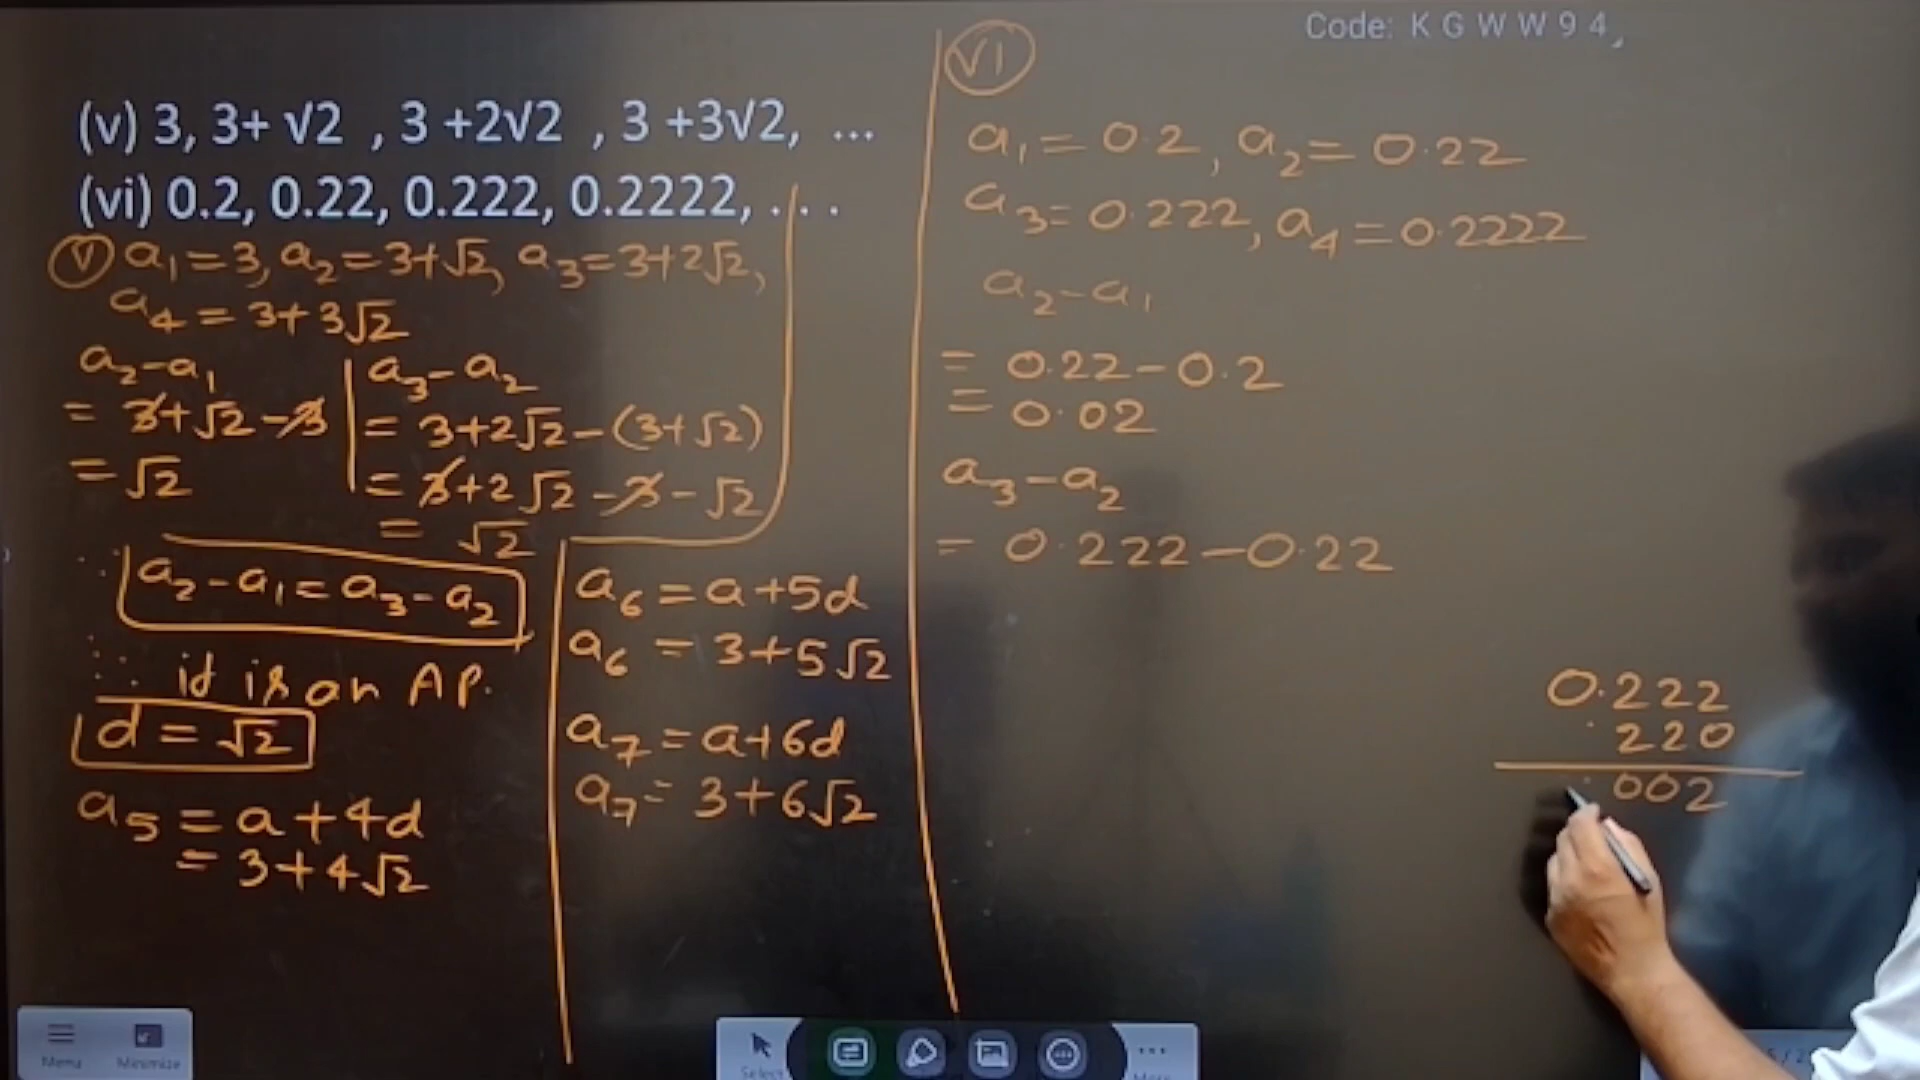 Code: K G W W 9 4
(v) 3, 3+ √2 , 3 +2√2 , 3 +3√2, ...
(vi) 0.2, 0.22, 0.222, 0.2222, . . .
(V) a₁ = 3, a₂ = 3+√2, a₃ = 3+2√2,
a₄ = 3+3√2
a₂-a₁
= 3+√2-3
= √2
a₃-a₂
= 3+2√2-(3+√2)
= 3+2√2-3-√2
= √2
∴ a₂-a₁ = a₃-a₂
∴ it is an AP.
d = √2
a₅ = a+4d
= 3+4√2
a₆ = a+5d
a₆ = 3+5√2
a₇ = a+6d
a₇ = 3+6√2
(VI)
a₁ = 0.2, a₂ = 0.22
a₃ = 0.222, a₄ = 0.2222
a₂-a₁
= 0.22-0.2
= 0.02
a₃-a₂
= 0.222-0.22
0.222
.220
.002
Menu
Minimize
Select